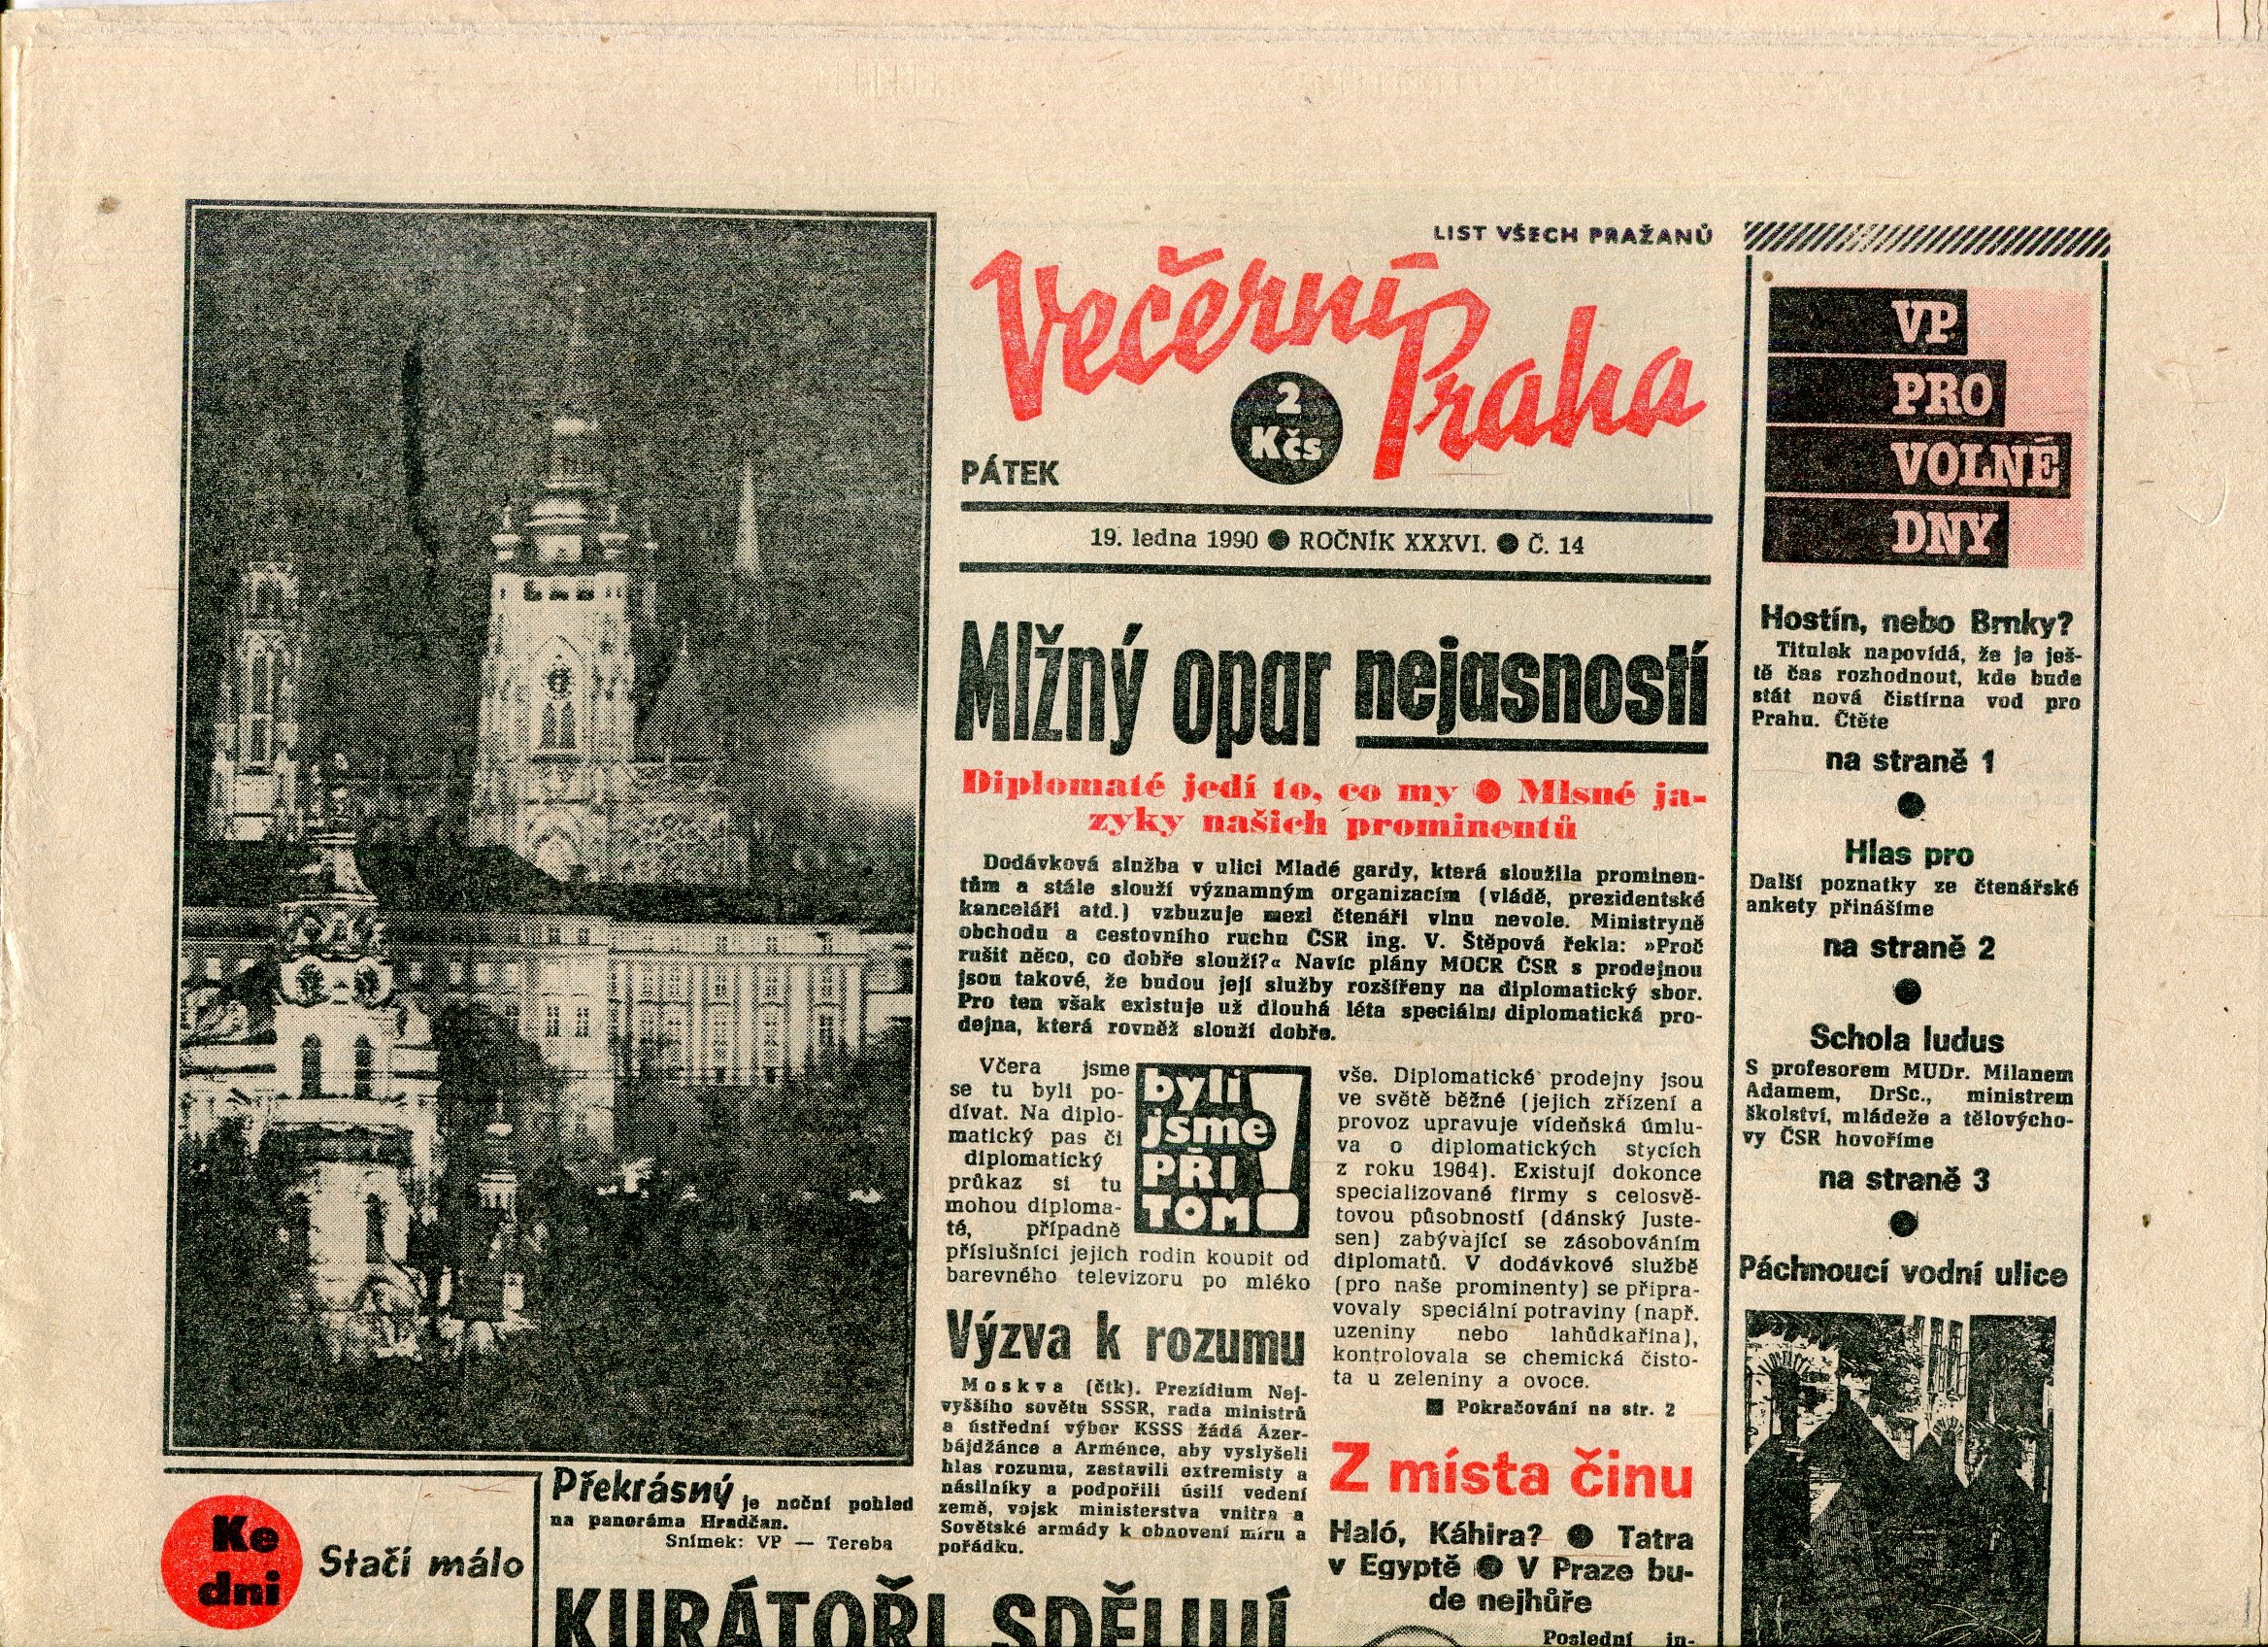 LIST VŠECH PRAŽANŮ
Večerní
Praha
2
Kčs
PÁTEK
19. ledna 1990 ● ROČNÍK XXXVI. ● Č. 14
Mlžný opar nejasností
Diplomaté jedí to, co my ● Mlsné ja-
zyky našich prominentů
Dodávková služba v ulici Mladé gardy, která sloužila prominen-
tům a stále slouží významným organizacím (vládě, prezidentské
kanceláři atd.) vzbuzuje mezi čtenáři vlnu nevole. Ministryně
obchodu a cestovního ruchu ČSR ing. V. Štěpová řekla: »Proč
rušit něco, co dobře slouží?« Navíc plány MOCR ČSR s prodejnou
jsou takové, že budou její služby rozšířeny na diplomatický sbor.
Pro ten však existuje už dlouhá léta speciální diplomatická pro-
dejna, která rovněž slouží dobře.
Včera jsme
se tu byli po-
dívat. Na diplo-
matický pas či
diplomatický
průkaz si tu
mohou diploma-
té, případně
příslušníci jejich rodin koupit od
barevného televizoru po mléko
byli
jsme
PŘI
TOM!
vše. Diplomatické prodejny jsou
ve světě běžné (jejich zřízení a
provoz upravuje vídeňská úmlu-
va o diplomatických stycích
z roku 1964). Existují dokonce
specializované firmy s celosvě-
tovou působností (dánský Juste-
sen) zabývající se zásobováním
diplomatů. V dodávkové službě
(pro naše prominenty) se připra-
vovaly speciální potraviny (např.
uzeniny nebo lahůdkařina),
kontrolovala se chemická čisto-
ta u zeleniny a ovoce.
■ Pokračování na str. 2
Výzva k rozumu
Moskva (čtk). Prezídium Nej-
vyššího sovětu SSSR, rada ministrů
a ústřední výbor KSSS žádá Ázer-
bájdžánce a Arménce, aby vyslyšeli
hlas rozumu, zastavili extremisty a
násilníky a podpořili úsilí vedení
země, vojsk ministerstva vnitra a
Sovětské armády k obnovení míru a
pořádku.
Z místa činu
Haló, Káhira? ● Tatra
v Egyptě ● V Praze bu-
de nejhůře
Poslední in-
VP
PRO
VOLNÉ
DNY
Hostín, nebo Brnky?
Titulek napovídá, že je ješ-
tě čas rozhodnout, kde bude
stát nová čistírna vod pro
Prahu. Čtěte
na straně 1
●
Hlas pro
Další poznatky ze čtenářské
ankety přinášíme
na straně 2
●
Schola ludus
S profesorem MUDr. Milanem
Adamem, DrSc., ministrem
školství, mládeže a tělovýcho-
vy ČSR hovoříme
na straně 3
●
Páchnoucí vodní ulice
Překrásný je noční pohled
na panoráma Hradčan.
Snímek: VP — Tereba
Ke
dni
Stačí málo
KURÁTOŘI SDĚLUJÍ